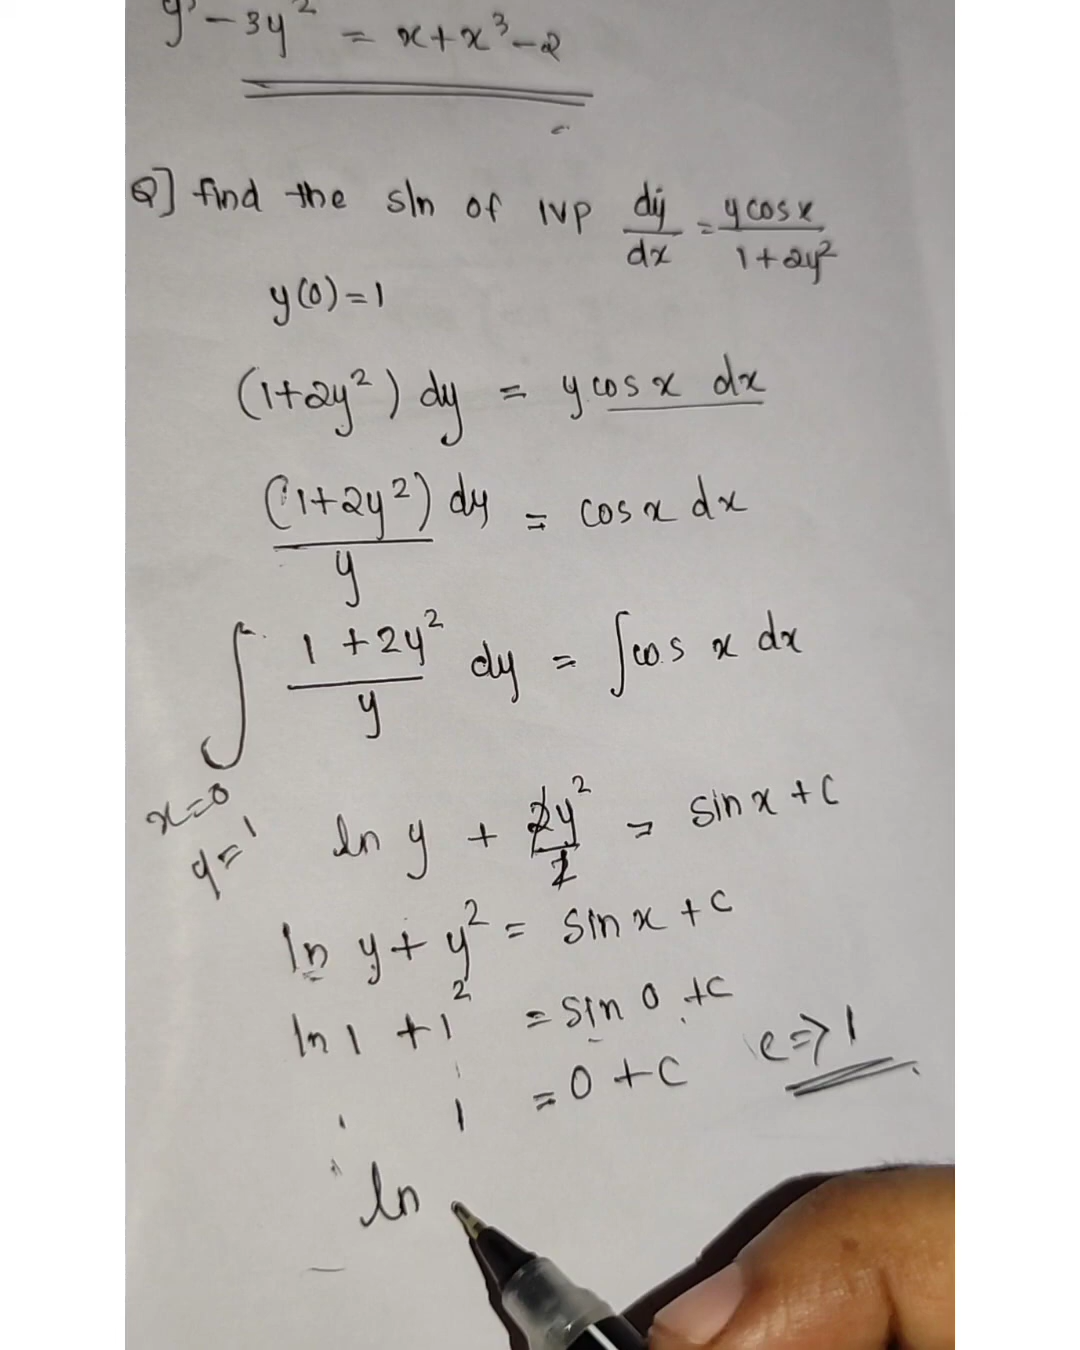 y³ - 3y² = x + x³ - 2
Q] find the sln of IVP dy/dx = y cos x / 1 + 2y²
y(0) = 1
(1 + 2y²) dy = y cos x dx
(1 + 2y²)/y dy = cos x dx
∫ 1 + 2y² / y dy = ∫ cos x dx
x = 0
y = 1
ln y + 2y²/2 = sin x + c
ln y + y² = sin x + c
ln 1 + 1² = sin 0 + c
1 = 0 + c
c => 1
ln